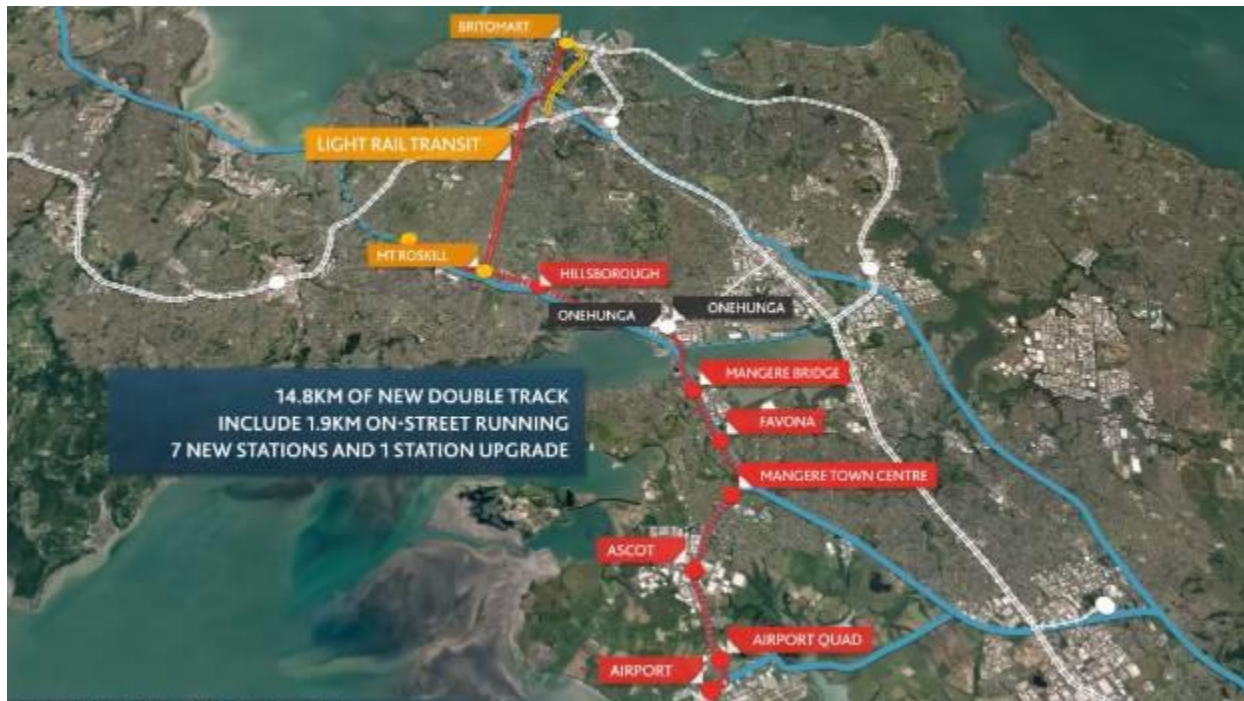 BRITOMART
LIGHT RAIL TRANSIT
MT ROSKILL
HILLSBOROUGH
ONEHUNGA
ONEHUNGA
MANGERE BRIDGE
14.8KM OF NEW DOUBLE TRACK
INCLUDE 1.9KM ON-STREET RUNNING
7 NEW STATIONS AND 1 STATION UPGRADE
FAVONA
MANGERE TOWN CENTRE
ASCOT
AIRPORT QUAD
AIRPORT